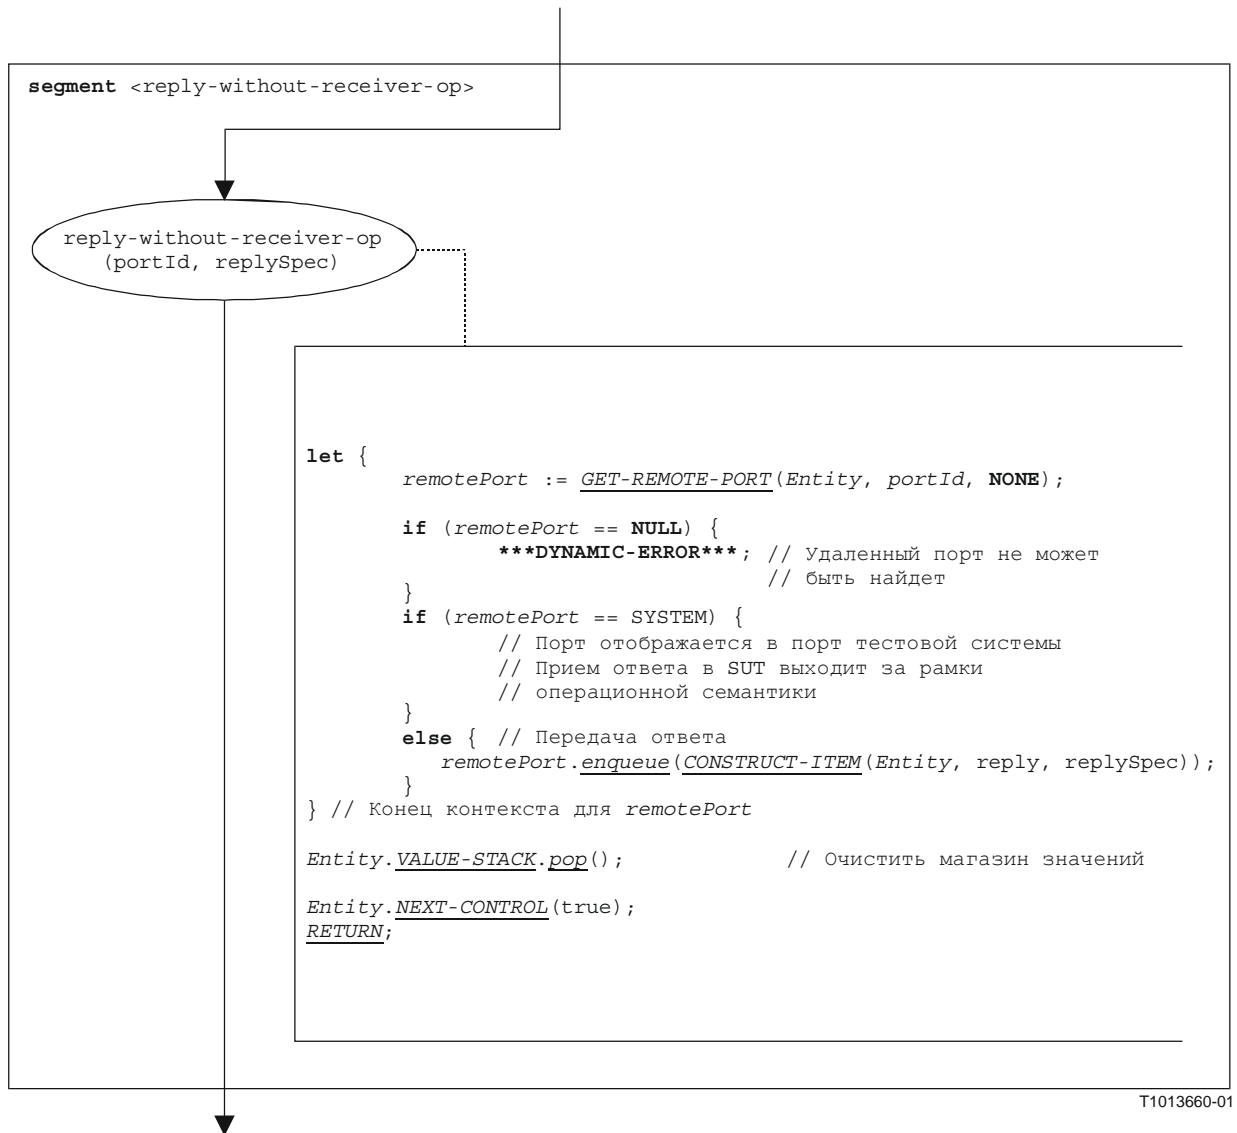 segment <reply-without-receiver-op>
reply-without-receiver-op
(portId, replySpec)
let {
remotePort := GET-REMOTE-PORT(Entity, portId, NONE);
if (remotePort == NULL) {
***DYNAMIC-ERROR***; // Удаленный порт не может
// быть найдет
}
if (remotePort == SYSTEM) {
// Порт отображается в порт тестовой системы
// Прием ответа в SUT выходит за рамки
// операционной семантики
}
else { // Передача ответа
remotePort.enqueue(CONSTRUCT-ITEM(Entity, reply, replySpec));
}
} // Конец контекста для remotePort
Entity.VALUE-STACK.pop(); // Очистить магазин значений
Entity.NEXT-CONTROL(true);
RETURN;
T1013660-01